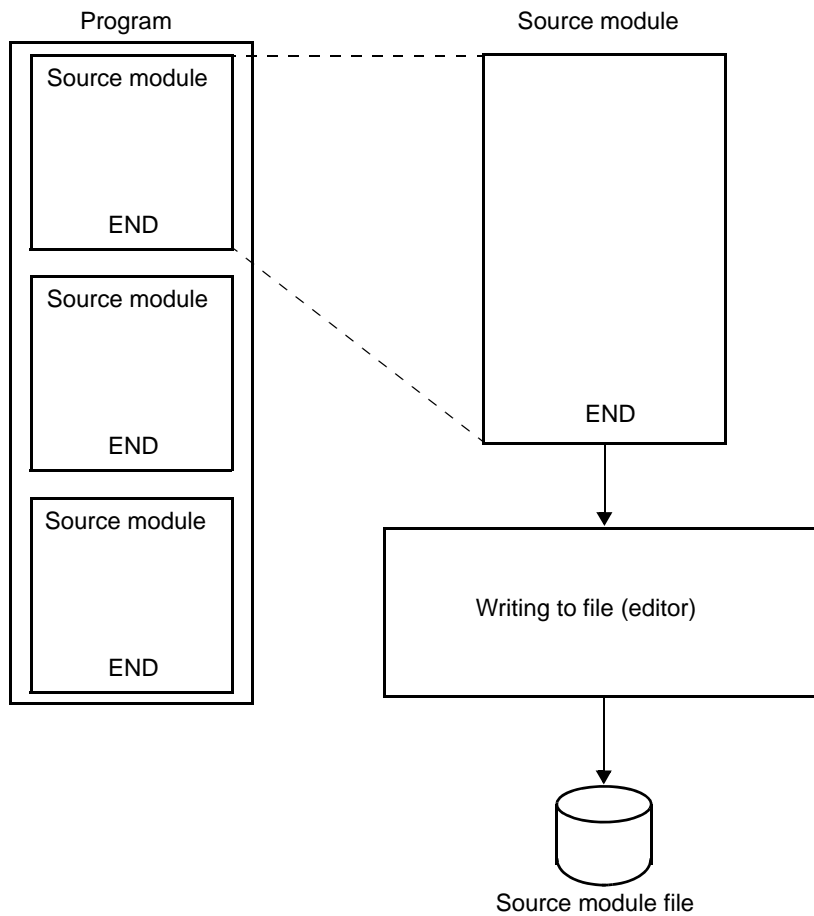 Program
Source module
END
Source module
END
Source module
END
Source module
END
Writing to file (editor)
Source module file